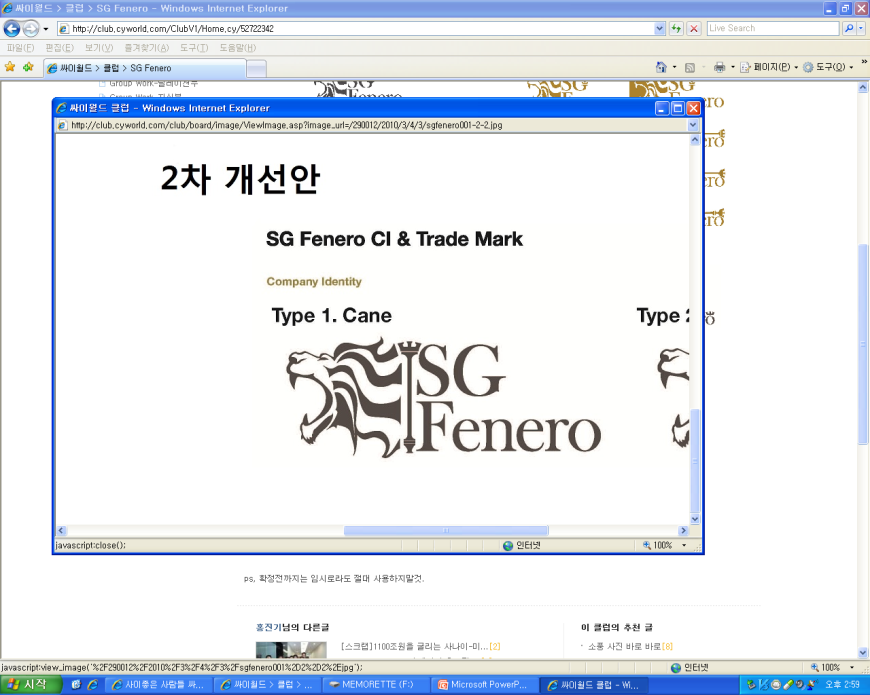 싸이월드 > 클럽 > SG Fenero - Windows Internet Explorer
http://club.cyworld.com/ClubV1/Home.cy/52722342
Live Search
파일(F) 편집(E) 보기(V) 즐겨찾기(A) 도구(T) 도움말(H)
싸이월드 > 클럽 > SG Fenero
페이지(P) 도구(O) »
싸이월드 클럽 - Windows Internet Explorer
http://club.cyworld.com/club/board/image/ViewImage.asp?image_url=/290012/2010/3/4/3/sgfenero001-2-2.jpg
2차 개선안
SG Fenero CI & Trade Mark
Company Identity
Type 1. Cane
Type 2
SG
Fenero
javascript:close();
인터넷
100%
ps, 확정전까지는 임시로라도 절대 사용하지말것.
홍진기님의 다른글
이 클럽의 추천 글
[스크랩]1100조원을 굴리는 사나이-미...[2]
· 소풍 사진 바로 바로[8]
javascript:view_image('%2F290012%2F2010%2F3%2F4%2F3%2Fsgfenero001%2D2%2D2%2Ejpg');
인터넷
100%
시작
싸이좋은 사람들 싸...
싸이월드 > 클럽 > ...
MEMORETTE (F:)
Microsoft PowerP...
싸이월드 클럽 - Wi...
오후 2:59